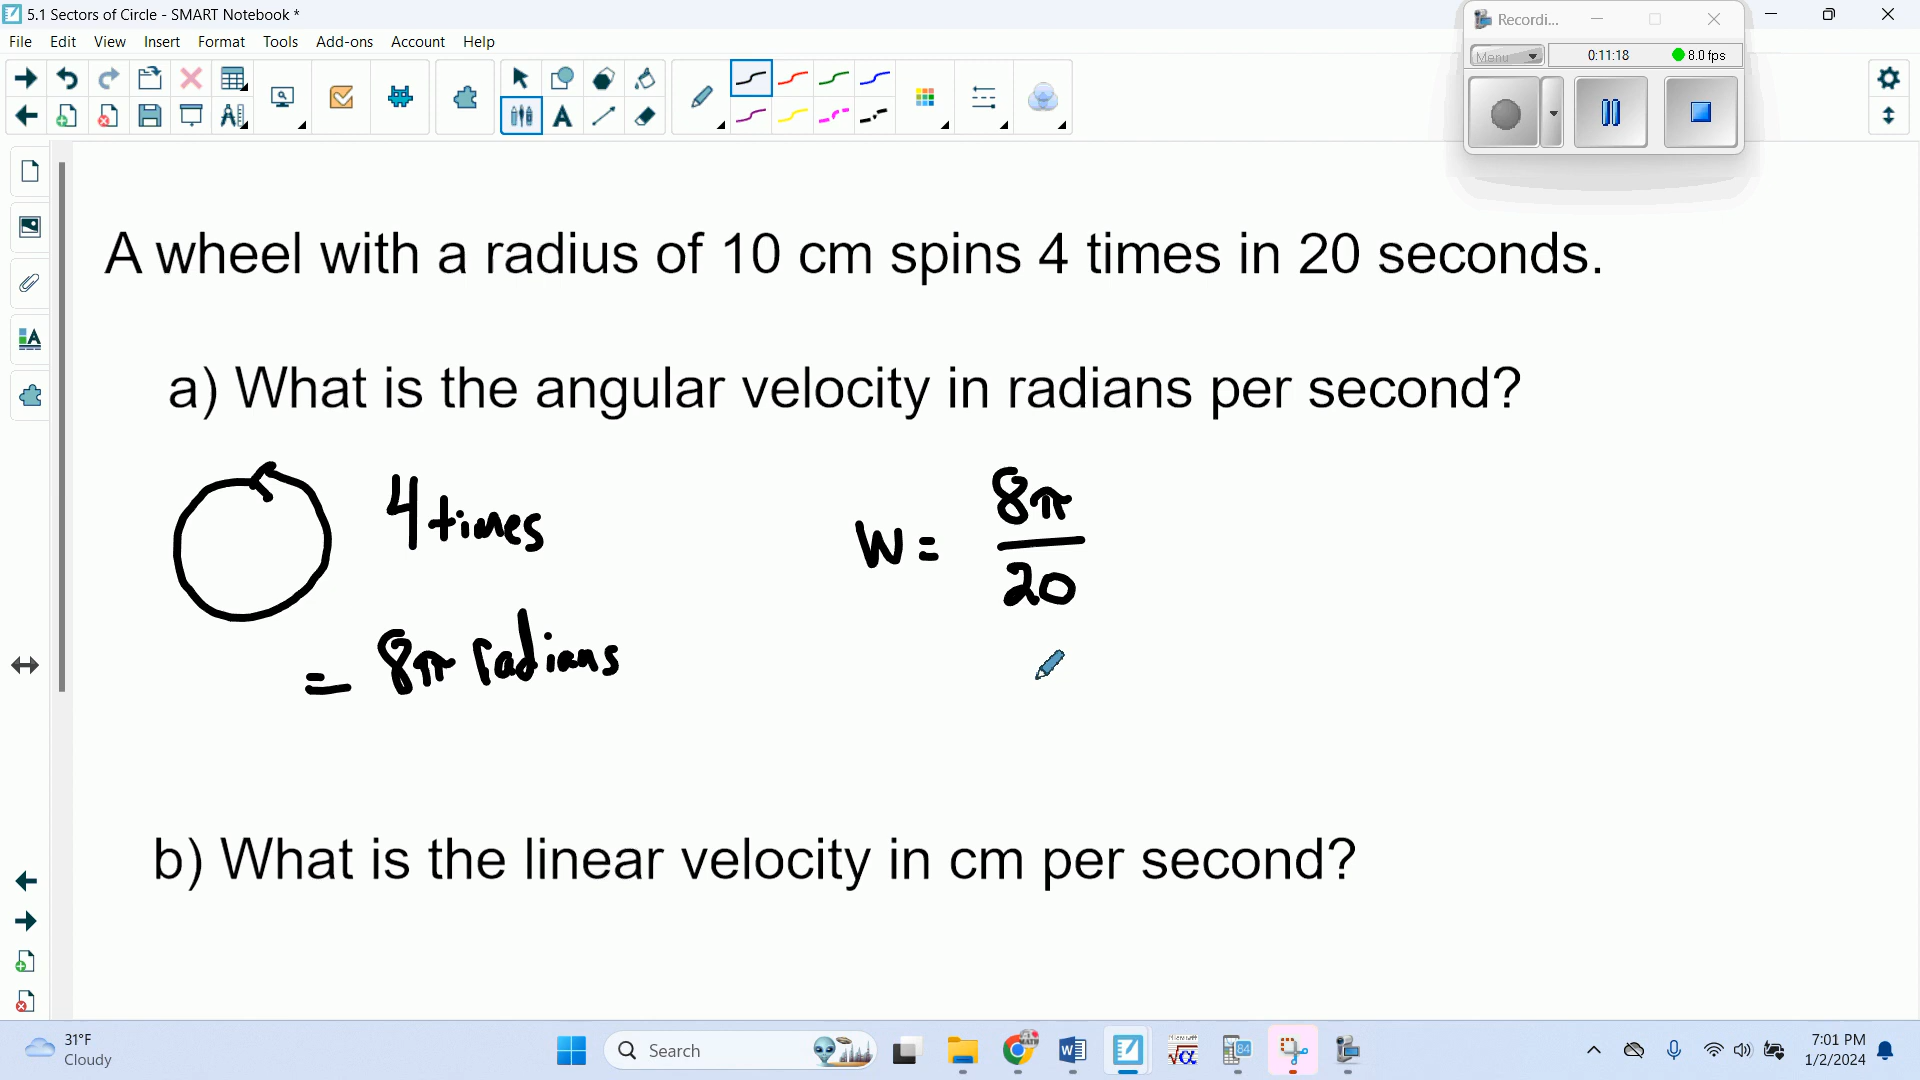 5.1 Sectors of Circle - SMART Notebook *
File Edit View Insert Format Tools Add-ons Account Help
Recordi...
Menu 0:11:18 8.0 fps
A wheel with a radius of 10 cm spins 4 times in 20 seconds.
a) What is the angular velocity in radians per second?
4 times
W = 8π
20
= 8π radians
b) What is the linear velocity in cm per second?
31°F
Cloudy
Search
7:01 PM
1/2/2024